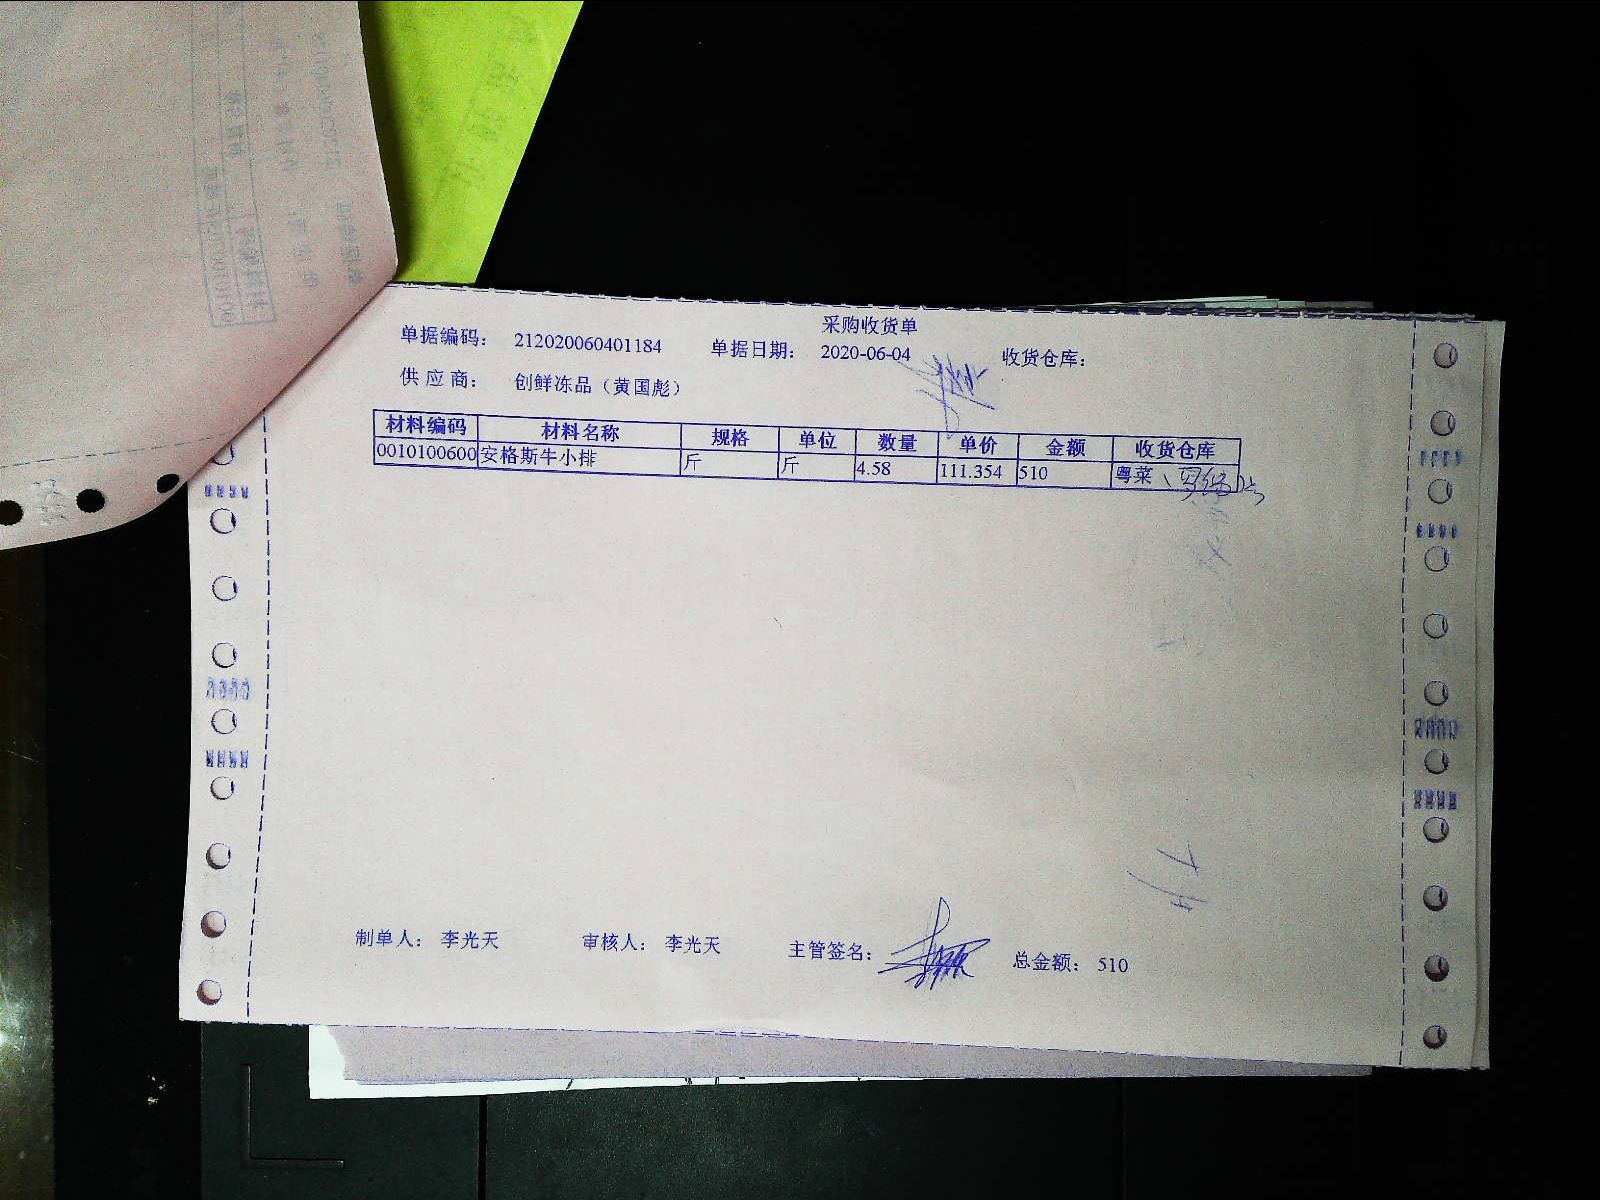 采购收货单
单据编码： 212020060401184 单据日期： 2020-06-04 收货仓库：
供 应 商： 创鲜冻品（黄国彪）
材料编码 材料名称 规格 单位 数量 单价 金额 收货仓库
0010100600 安格斯牛小排 斤 斤 4.58 111.354 510 粤菜
制单人： 李光天 审核人： 李光天 主管签名： 总金额： 510